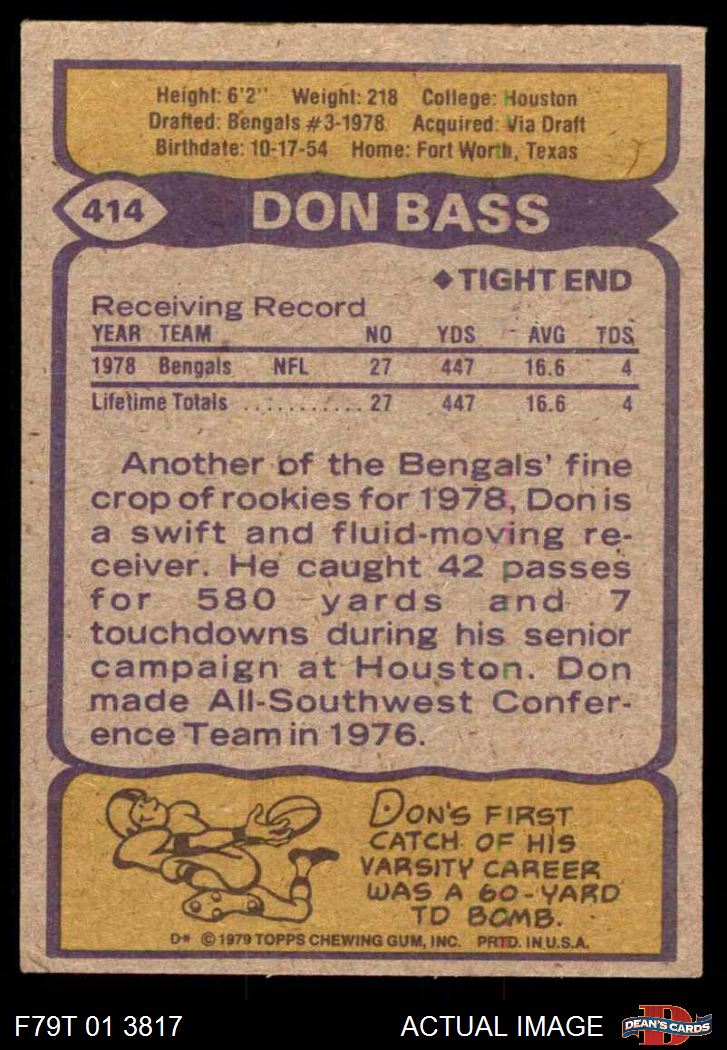 Height: 6'2" Weight: 218 College: Houston
Drafted: Bengals #3-1978 Acquired: Via Draft
Birthdate: 10-17-54 Home: Fort Worth, Texas
414 DON BASS
◆TIGHT END
Receiving Record
YEAR TEAM NO YDS AVG TDS
1978 Bengals NFL 27 447 16.6 4
Lifetime Totals ............ 27 447 16.6 4
Another of the Bengals' fine
crop of rookies for 1978, Don is
a swift and fluid-moving re-
ceiver. He caught 42 passes
for 580 yards and 7
touchdowns during his senior
campaign at Houston. Don
made All-Southwest Confer-
ence Team in 1976.
DON'S FIRST
CATCH OF HIS
VARSITY CAREER
WAS A 60-YARD
TD BOMB.
D* © 1979 TOPPS CHEWING GUM, INC. PRTD. IN U.S.A.
F79T 01 3817 ACTUAL IMAGE D DEAN'S CARDS